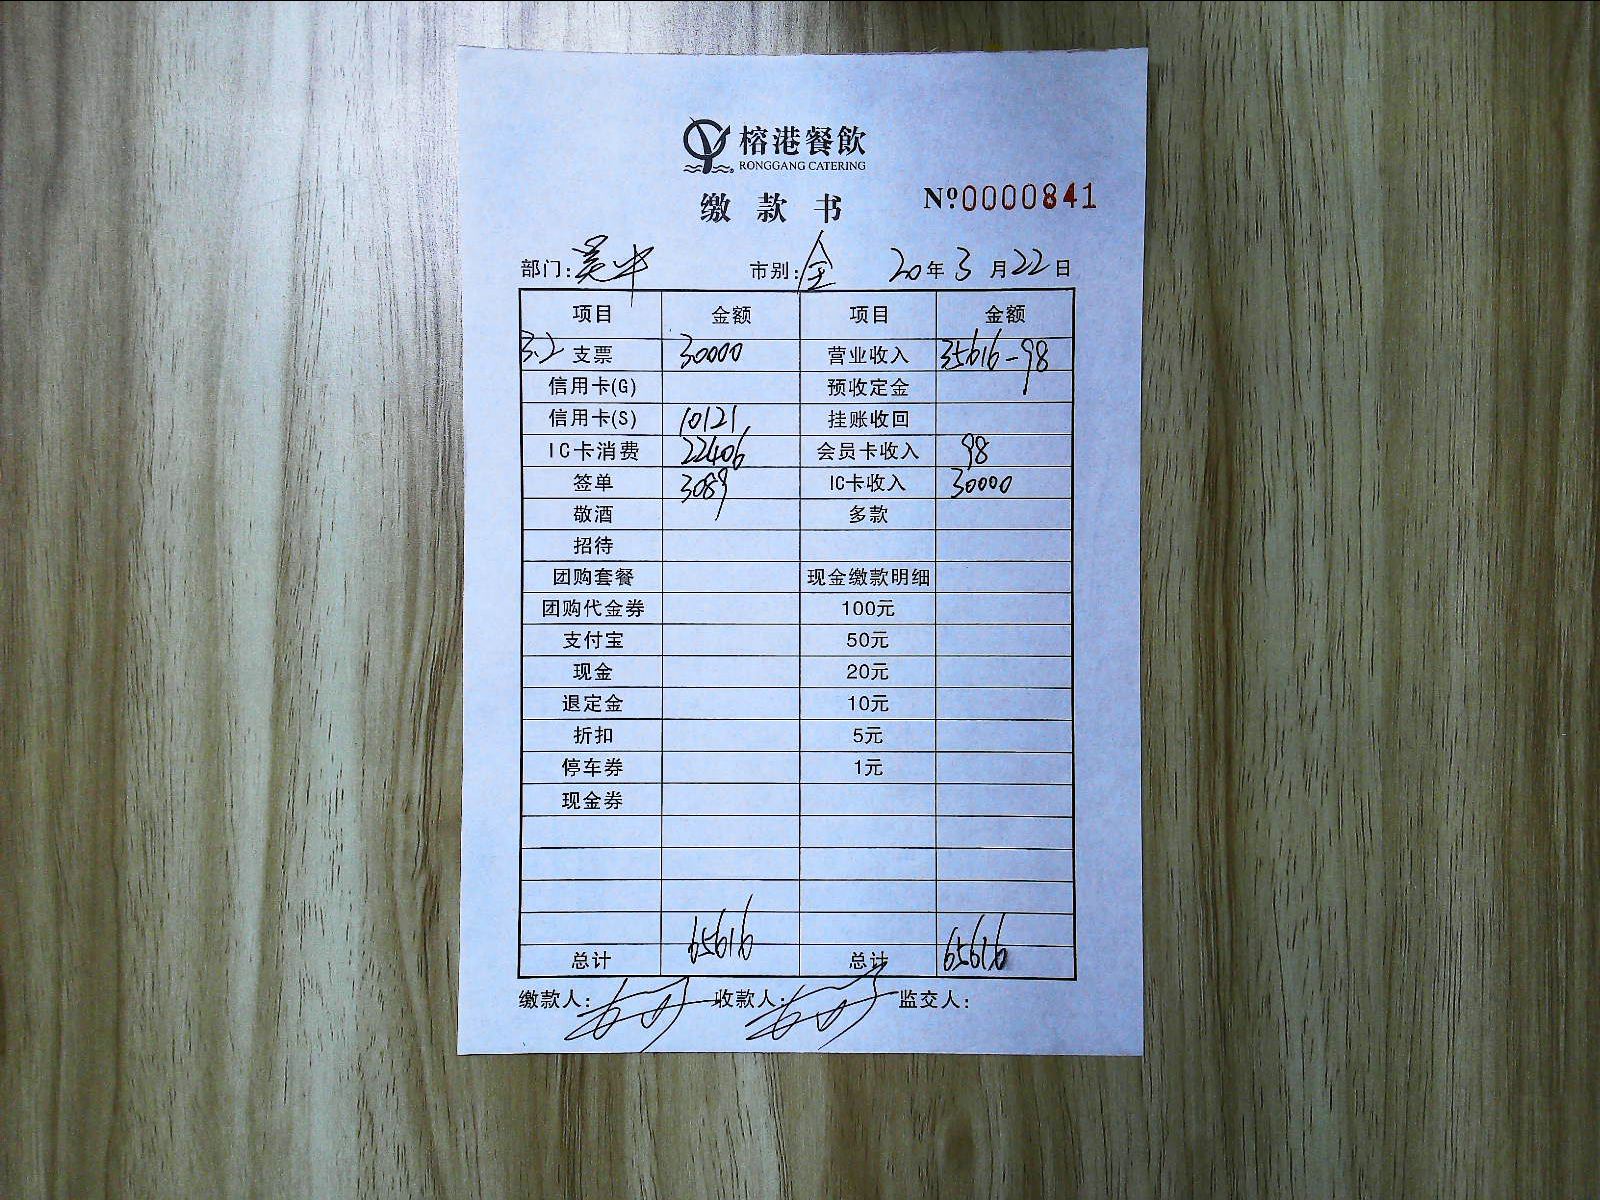 榕港餐飲
RONGGANG CATERING
缴款书 Nº0000841
部门: 吴中 市别: 全 20年3月22日
项目 金额 项目 金额
3.2 支票 30000 营业收入 35616-98
信用卡(G) 预收定金
信用卡(S) 10121 挂账收回
IC卡消费 22406 会员卡收入 98
签单 3089 IC卡收入 30000
敬酒 多款
招待
团购套餐 现金缴款明细
团购代金券 100元
支付宝 50元
现金 20元
退定金 10元
折扣 5元
停车券 1元
现金券
总计 65616 总计 65616
缴款人: 收款人: 监交人: